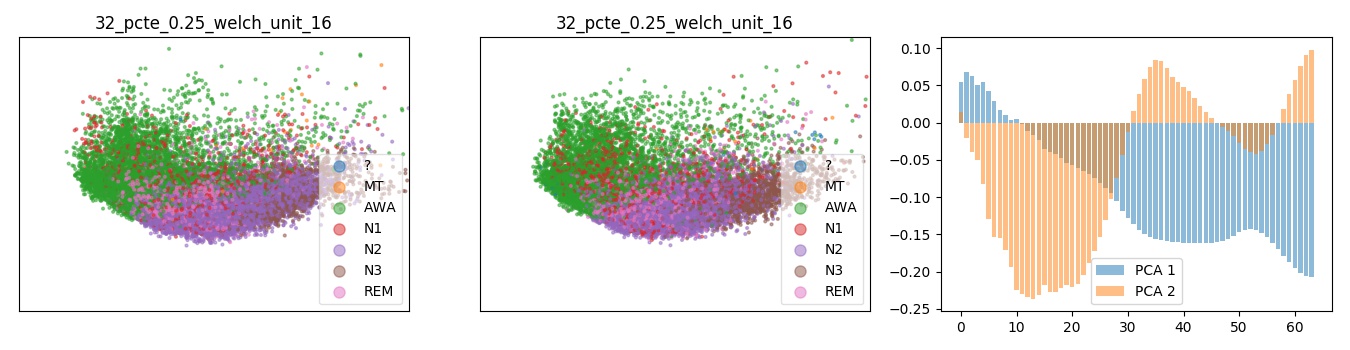 32_pcte_0.25_welch_unit_16
?
MT
AWA
N1
N2
N3
REM
32_pcte_0.25_welch_unit_16
?
MT
AWA
N1
N2
N3
REM
0.10
0.05
0.00
−0.05
−0.10
−0.15
−0.20
−0.25
PCA 1
PCA 2
0 10 20 30 40 50 60